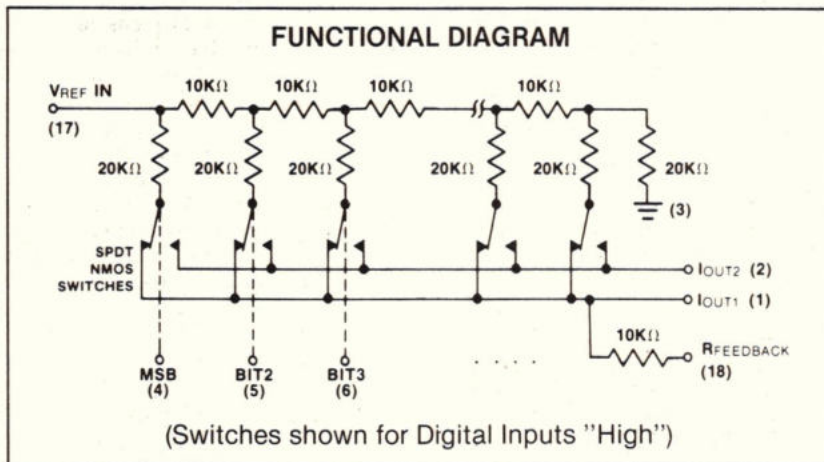 FUNCTIONAL DIAGRAM
VREF IN
(17)
10KΩ
10KΩ
10KΩ
10KΩ
20KΩ
20KΩ
20KΩ
20KΩ
20KΩ
20KΩ
(3)
SPDT
NMOS
SWITCHES
IOUT2 (2)
IOUT1 (1)
10KΩ
RFEEDBACK
(18)
MSB
(4)
BIT2
(5)
BIT3
(6)
. . . . .
(Switches shown for Digital Inputs "High")